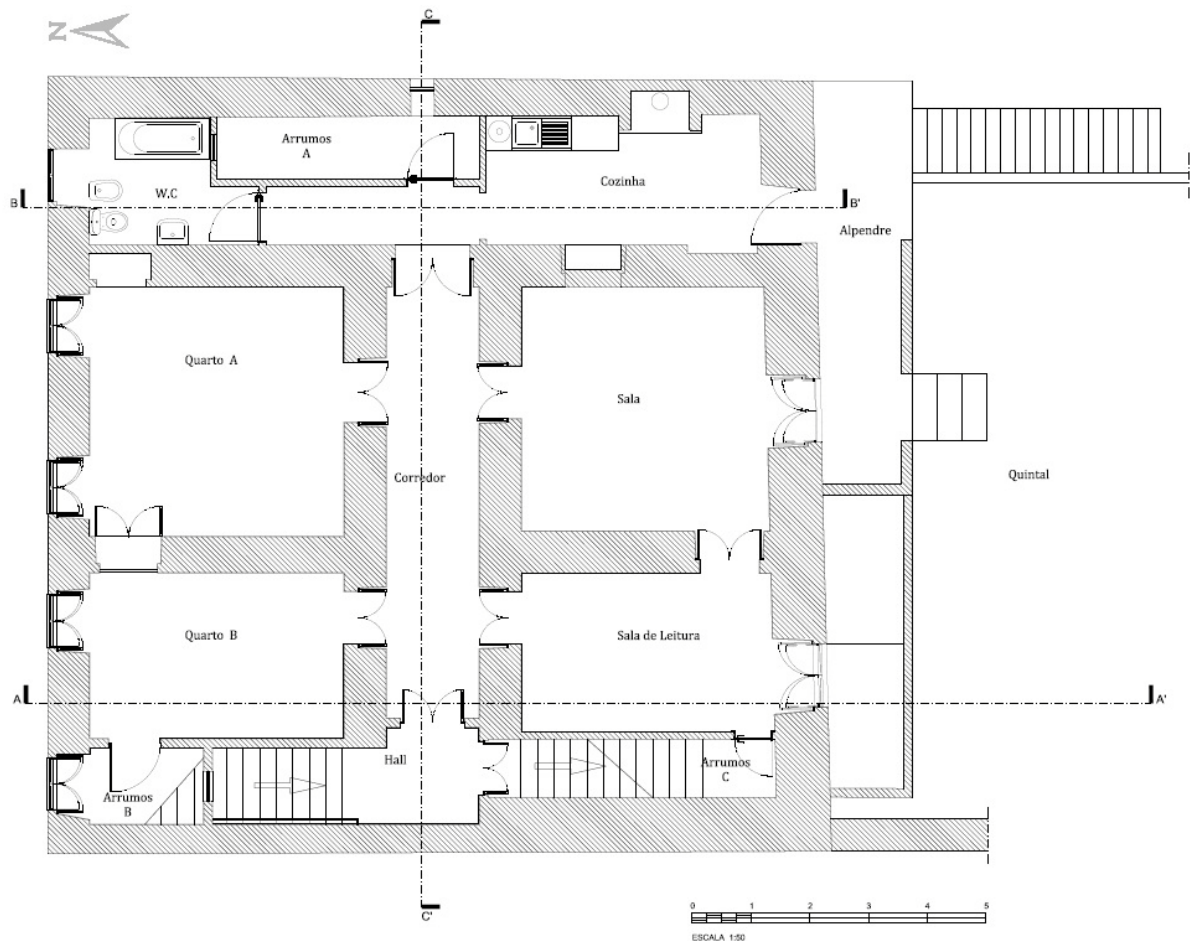 C
N
Arrumos
A
W.C
Cozinha
B
B'
Alpendre
Quarto A
Sala
Corredor
Quintal
Quarto B
Sala de Leitura
A
A'
Hall
Arrumos
C
Arrumos
B
C'
0 1 2 3 4 5
ESCALA 1:50